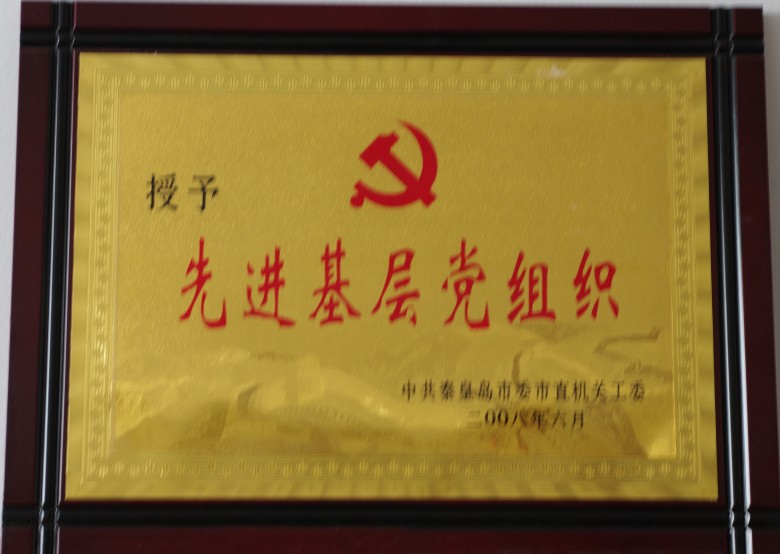 授予
先进基层党组织
中共秦皇岛市委市直机关工委
二00八年六月